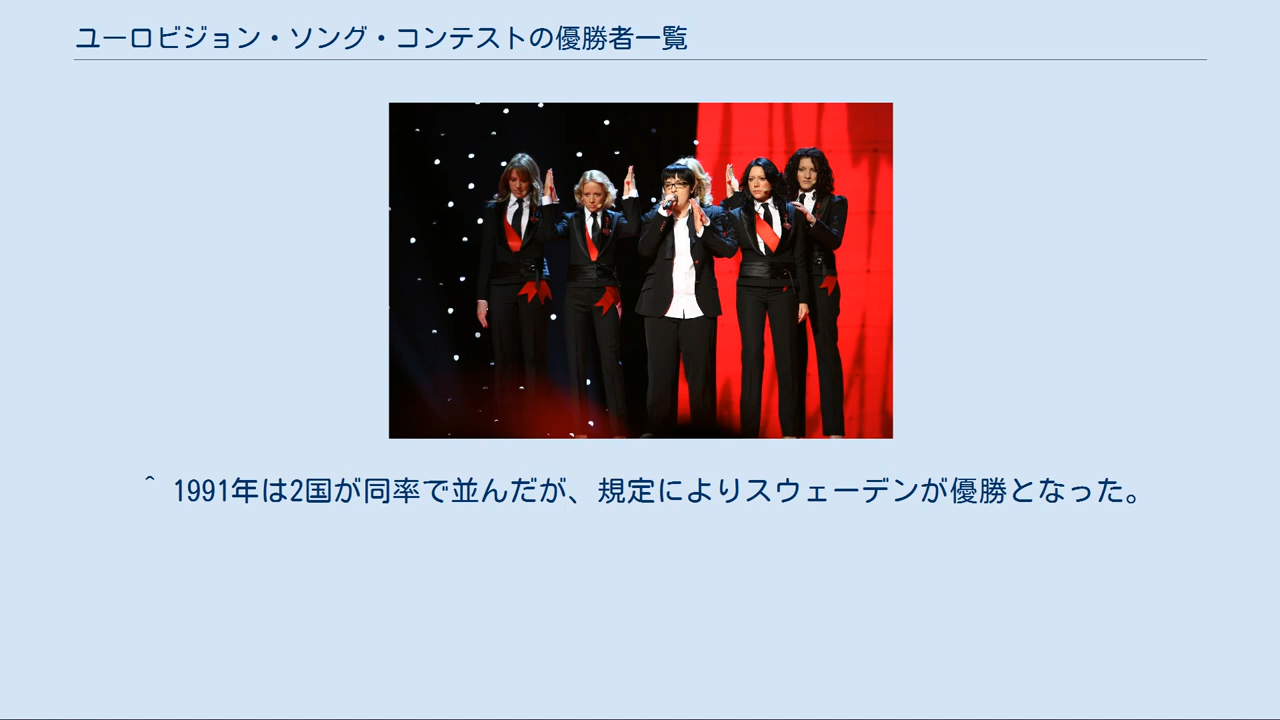 ユーロビジョン・ソング・コンテストの優勝者一覧
^ 1991年は2国が同率で並んだが、規定によりスウェーデンが優勝となった。